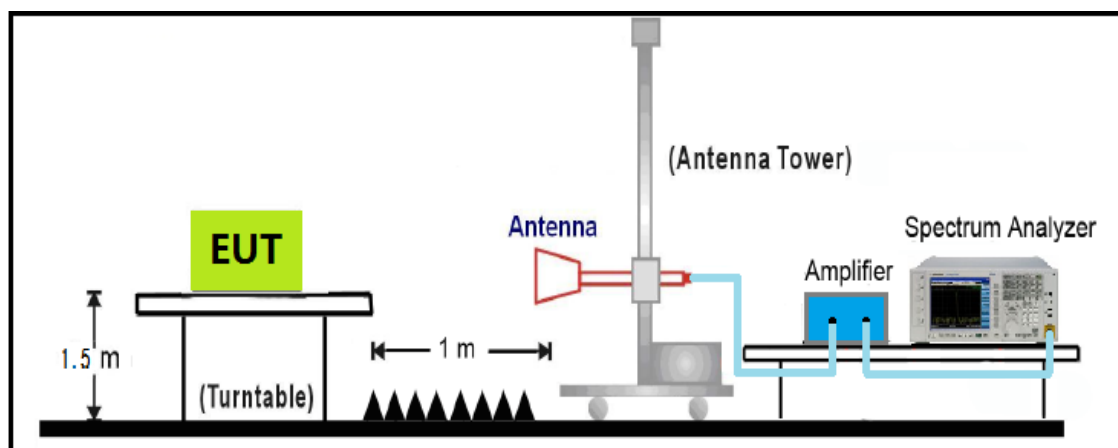 (Antenna Tower)
EUT
Antenna
Spectrum Analyzer
Amplifier
1.5 m
1 m
(Turntable)